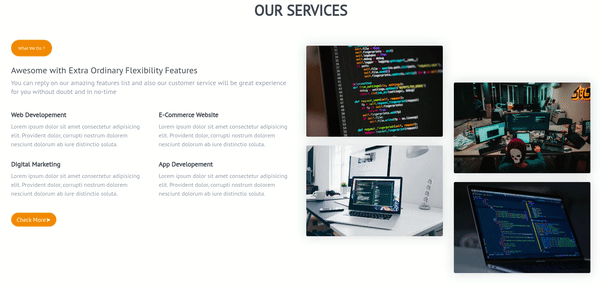 OUR SERVICES
What We Do ?
Awesome with Extra Ordinary Flexibility Features
You can reply on our amazing features list and also our customer service will be great experience
for you without doubt and in no-time
Web Developement
Lorem ipsum dolor sit amet consectetur adipisicing
elit. Provident dolor, corrupti nostrum dolorem
nesciunt dolorum ab iure distinctio soluta.
E-Commerce Website
Lorem ipsum dolor sit amet consectetur adipisicing
elit. Provident dolor, corrupti nostrum dolorem
nesciunt dolorum ab iure distinctio soluta.
Digital Marketing
Lorem ipsum dolor sit amet consectetur adipisicing
elit. Provident dolor, corrupti nostrum dolorem
nesciunt dolorum ab iure distinctio soluta.
App Developement
Lorem ipsum dolor sit amet consectetur adipisicing
elit. Provident dolor, corrupti nostrum dolorem
nesciunt dolorum ab iure distinctio soluta.
Check More➤